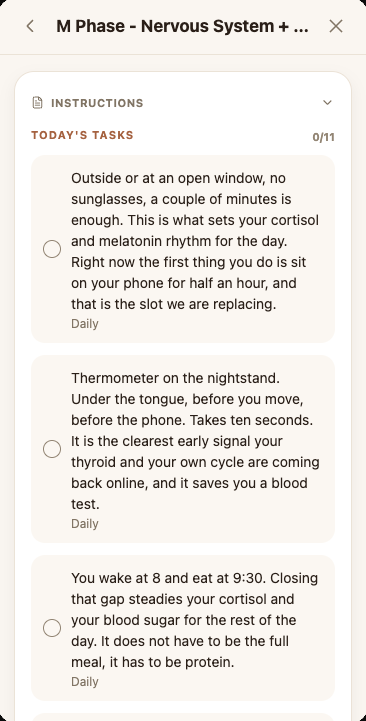 M Phase - Nervous System + ...
INSTRUCTIONS
TODAY'S TASKS
0/11
Outside or at an open window, no
sunglasses, a couple of minutes is
enough. This is what sets your cortisol
and melatonin rhythm for the day.
Right now the first thing you do is sit
on your phone for half an hour, and
that is the slot we are replacing.
Daily
Thermometer on the nightstand.
Under the tongue, before you move,
before the phone. Takes ten seconds.
It is the clearest early signal your
thyroid and your own cycle are coming
back online, and it saves you a blood
test.
Daily
You wake at 8 and eat at 9:30. Closing
that gap steadies your cortisol and
your blood sugar for the rest of the
day. It does not have to be the full
meal, it has to be protein.
Daily